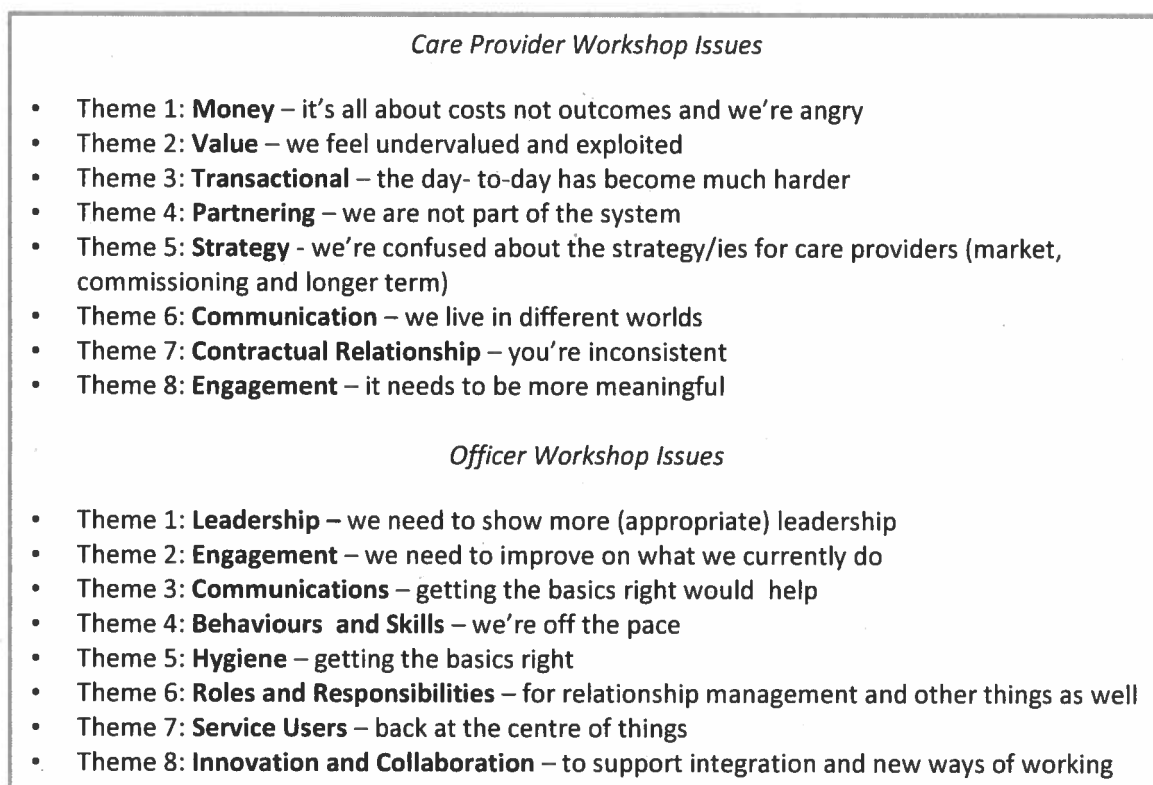 Care Provider Workshop Issues
• Theme 1: Money – it's all about costs not outcomes and we're angry
• Theme 2: Value – we feel undervalued and exploited
• Theme 3: Transactional – the day- to-day has become much harder
• Theme 4: Partnering – we are not part of the system
• Theme 5: Strategy - we're confused about the strategy/ies for care providers (market,
commissioning and longer term)
• Theme 6: Communication – we live in different worlds
• Theme 7: Contractual Relationship – you're inconsistent
• Theme 8: Engagement – it needs to be more meaningful
Officer Workshop Issues
• Theme 1: Leadership – we need to show more (appropriate) leadership
• Theme 2: Engagement – we need to improve on what we currently do
• Theme 3: Communications – getting the basics right would help
• Theme 4: Behaviours and Skills – we're off the pace
• Theme 5: Hygiene – getting the basics right
• Theme 6: Roles and Responsibilities – for relationship management and other things as well
• Theme 7: Service Users – back at the centre of things
• Theme 8: Innovation and Collaboration – to support integration and new ways of working